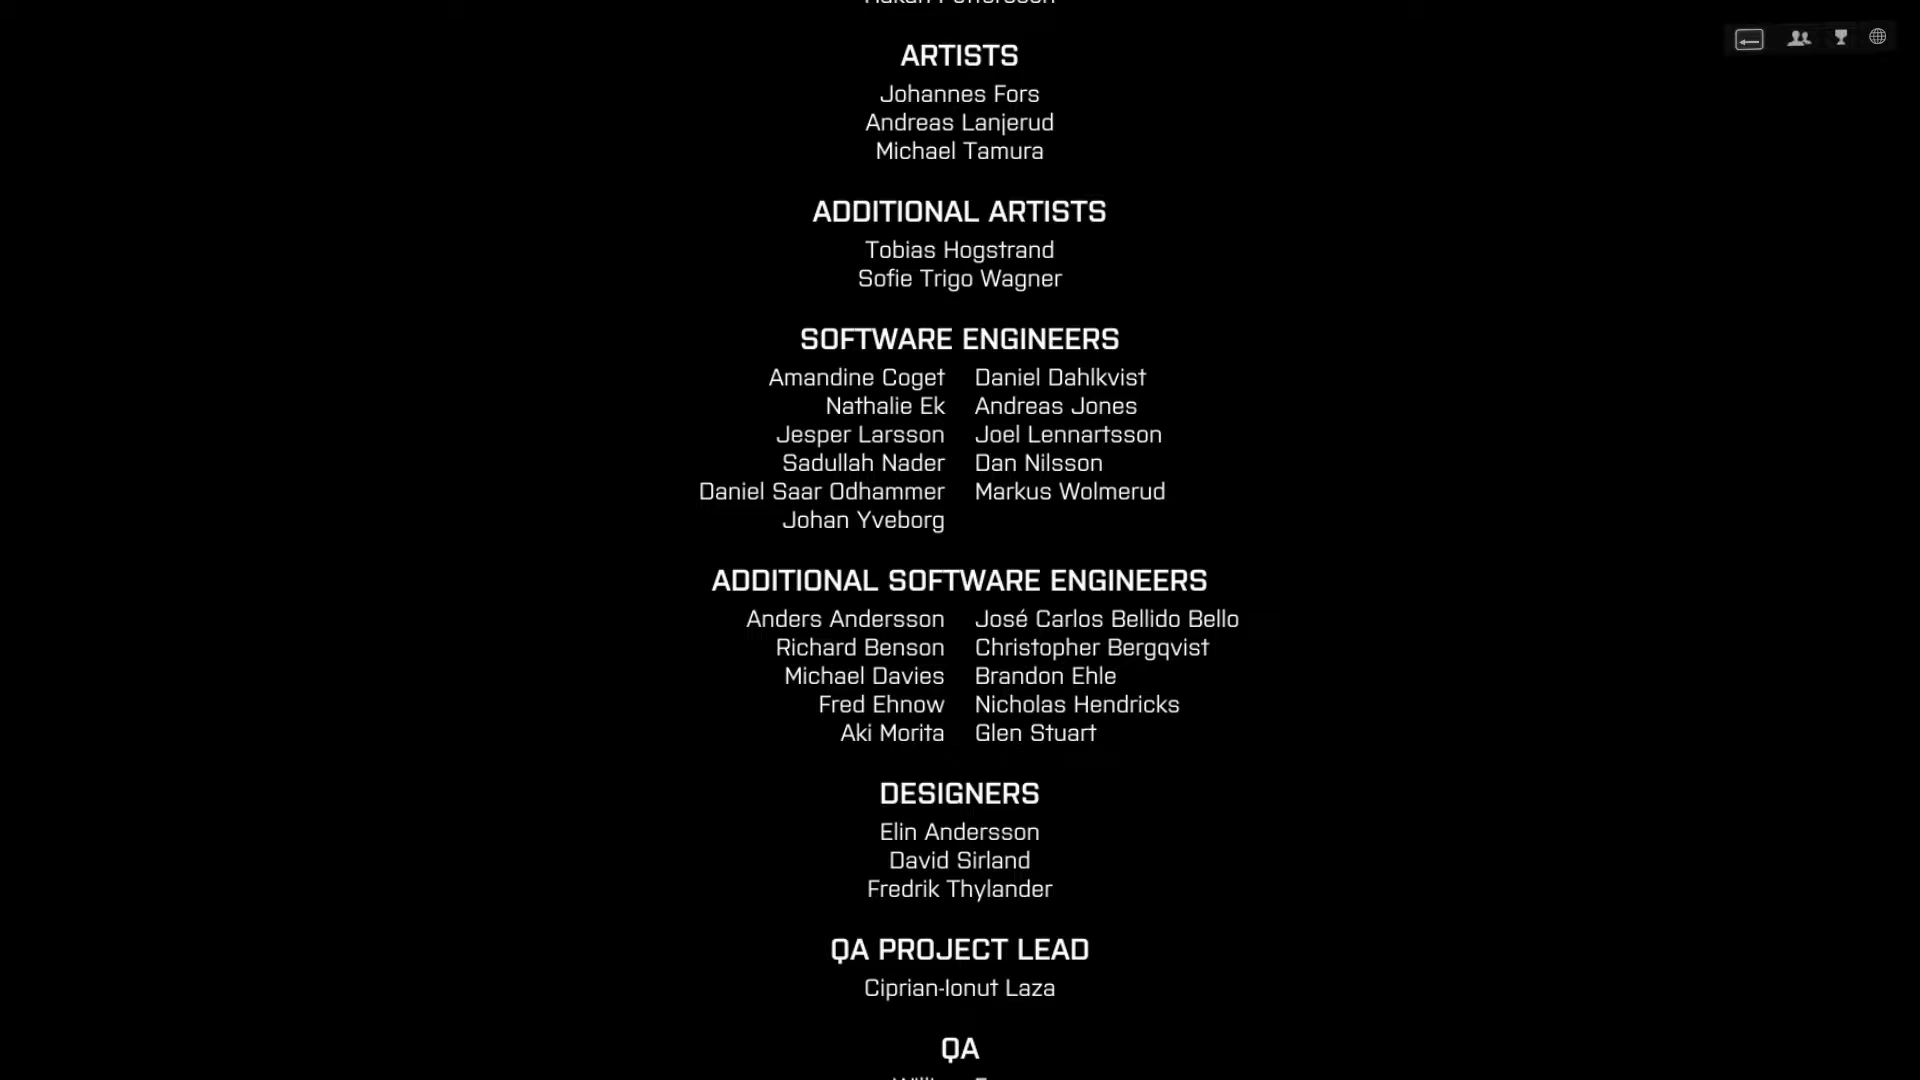 ARTISTS
Johannes Fors
Andreas Lanjerud
Michael Tamura
ADDITIONAL ARTISTS
Tobias Hogstrand
Sofie Trigo Wagner
SOFTWARE ENGINEERS
Amandine Coget Daniel Dahlkvist
Nathalie Ek Andreas Jones
Jesper Larsson Joel Lennartsson
Sadullah Nader Dan Nilsson
Daniel Saar Odhammer Markus Wolmerud
Johan Yveborg
ADDITIONAL SOFTWARE ENGINEERS
Anders Andersson José Carlos Bellido Bello
Richard Benson Christopher Bergqvist
Michael Davies Brandon Ehle
Fred Ehnow Nicholas Hendricks
Aki Morita Glen Stuart
DESIGNERS
Elin Andersson
David Sirland
Fredrik Thylander
QA PROJECT LEAD
Ciprian-Ionut Laza
QA